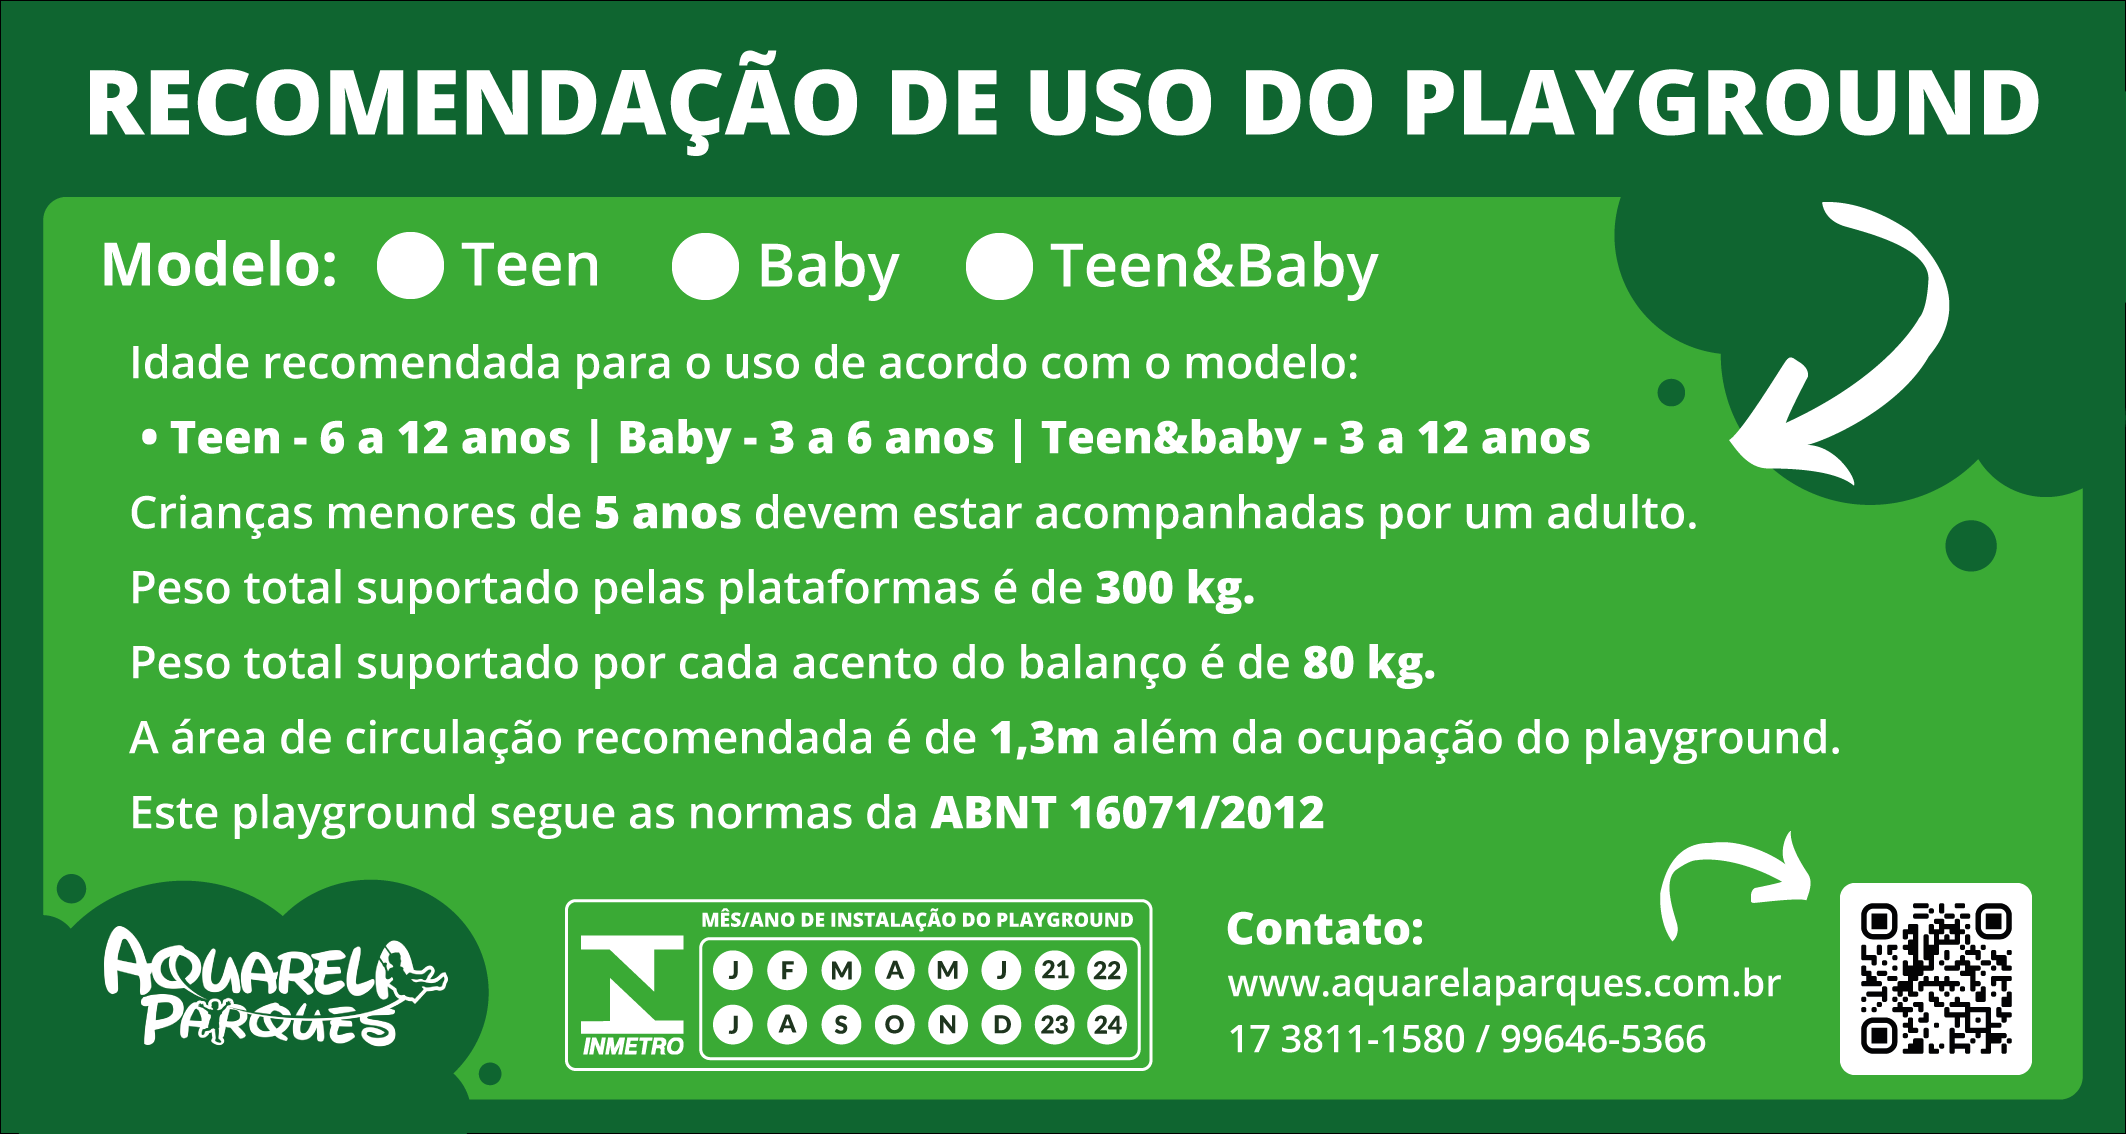 RECOMENDAÇÃO DE USO DO PLAYGROUND
Modelo: Teen Baby Teen&Baby
Idade recomendada para o uso de acordo com o modelo:
• Teen - 6 a 12 anos | Baby - 3 a 6 anos | Teen&baby - 3 a 12 anos
Crianças menores de 5 anos devem estar acompanhadas por um adulto.
Peso total suportado pelas plataformas é de 300 kg.
Peso total suportado por cada acento do balanço é de 80 kg.
A área de circulação recomendada é de 1,3m além da ocupação do playground.
Este playground segue as normas da ABNT 16071/2012
AQUARELA
PARQUES
INMETRO
MÊS/ANO DE INSTALAÇÃO DO PLAYGROUND
J F M A M J 21 22
J A S O N D 23 24
Contato:
www.aquarelaparques.com.br
17 3811-1580 / 99646-5366